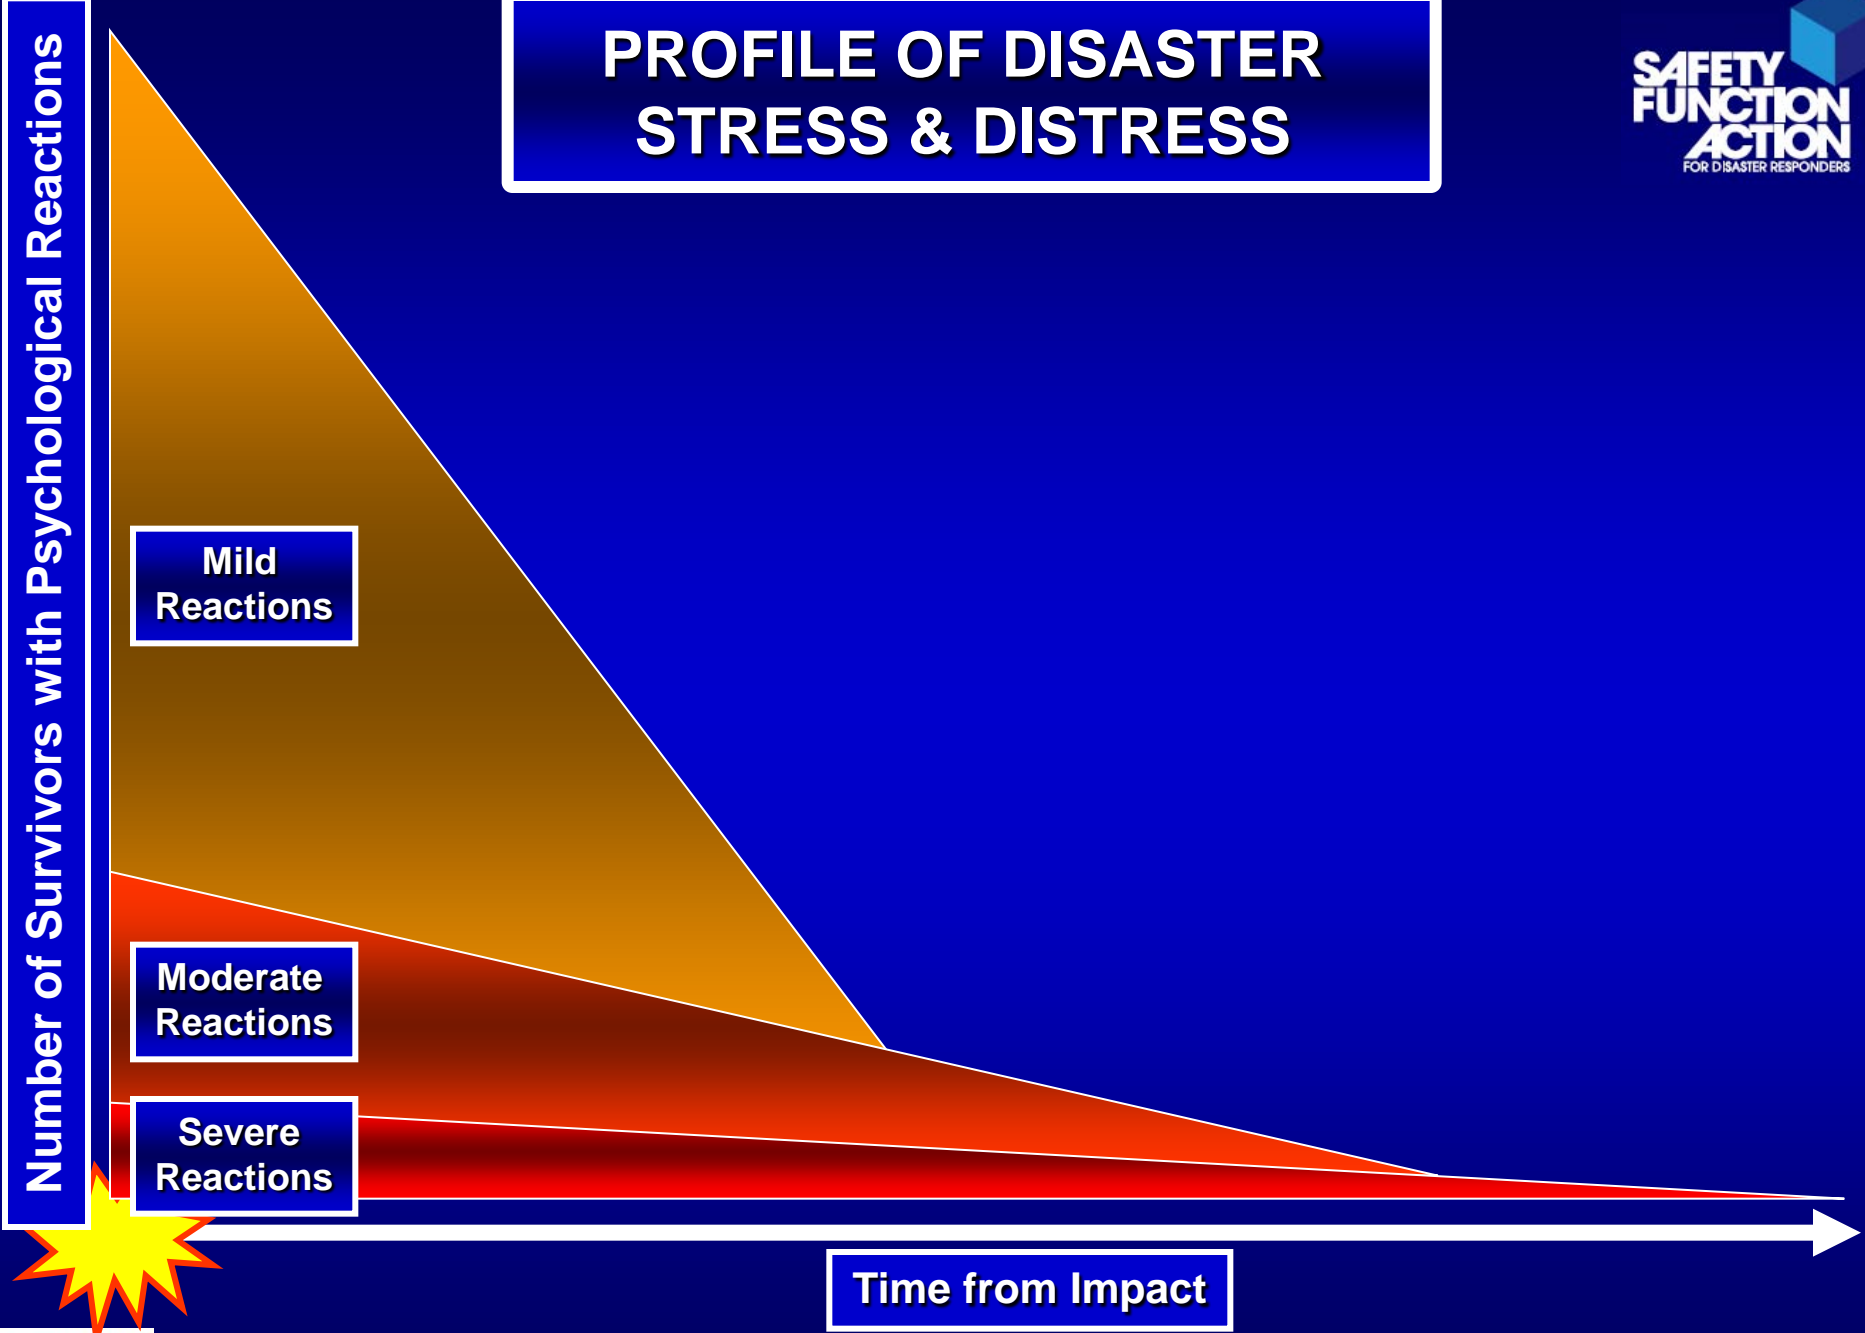 PROFILE OF DISASTER
STRESS & DISTRESS
SAFETY
FUNCTION
ACTION
FOR DISASTER RESPONDERS
Number of Survivors with Psychological Reactions
Mild
Reactions
Moderate
Reactions
Severe
Reactions
Time from Impact